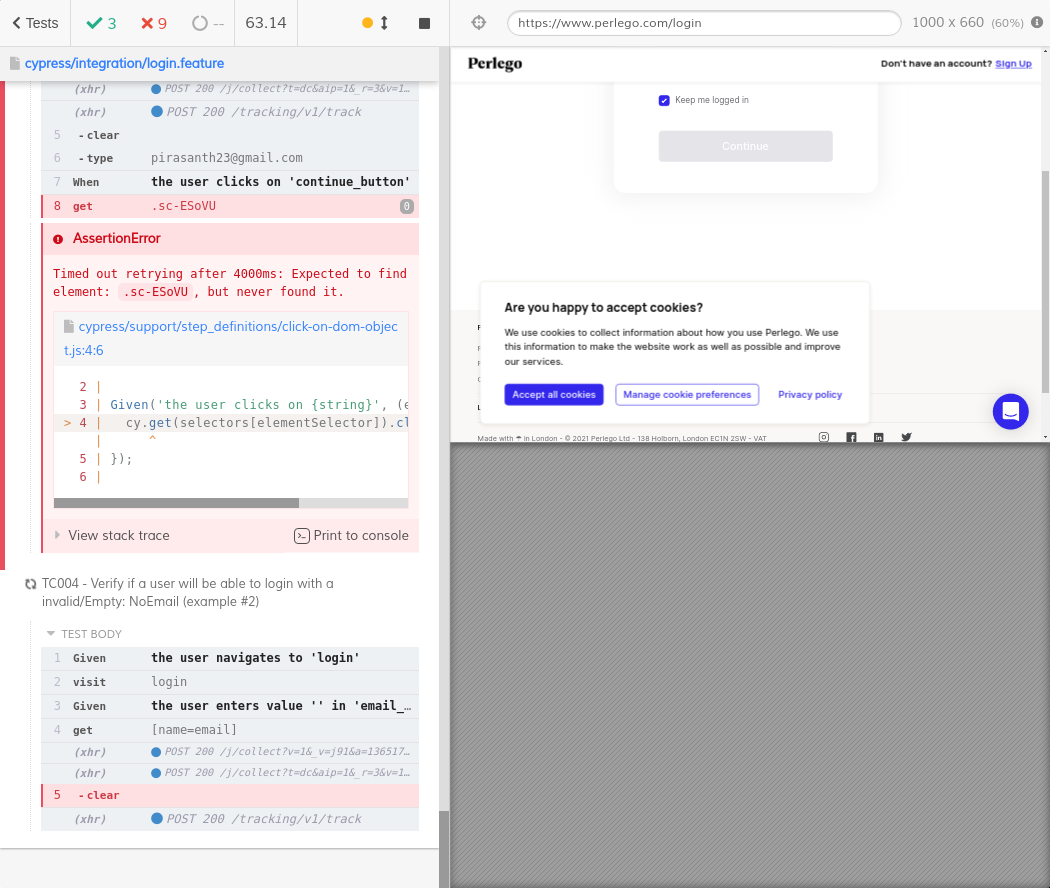 Tests 3 9 -- 63.14
https://www.perlego.com/login 1000 x 660 (60%)
cypress/integration/login.feature
(xhr) POST 200 /j/collect?t=dc&aip=1&_r=3&v=1…
(xhr) POST 200 /tracking/v1/track
5 -clear
6 -type pirasanth23@gmail.com
7 When the user clicks on 'continue_button'
8 get .sc-ESoVU 0
AssertionError
Timed out retrying after 4000ms: Expected to find
element: .sc-ESoVU, but never found it.
cypress/support/step_definitions/click-on-dom-objec
t.js:4:6
2 |
3 | Given('the user clicks on {string}', (e
> 4 | cy.get(selectors[elementSelector]).cl
| ^
5 | });
6 |
View stack trace Print to console
TC004 - Verify if a user will be able to login with a
invalid/Empty: NoEmail (example #2)
TEST BODY
1 Given the user navigates to 'login'
2 visit login
3 Given the user enters value '' in 'email_…
4 get [name=email]
(xhr) POST 200 /j/collect?v=1&_v=j91&a=136517…
(xhr) POST 200 /j/collect?t=dc&aip=1&_r=3&v=1…
5 -clear
(xhr) POST 200 /tracking/v1/track
Perlego Don't have an account? Sign Up
Keep me logged in
Continue
Are you happy to accept cookies?
We use cookies to collect information about how you use Perlego. We use
this information to make the website work as well as possible and improve
our services.
Accept all cookies Manage cookie preferences Privacy policy
Made with ☂ in London - © 2021 Perlego Ltd - 138 Holborn, London EC1N 2SW - VAT